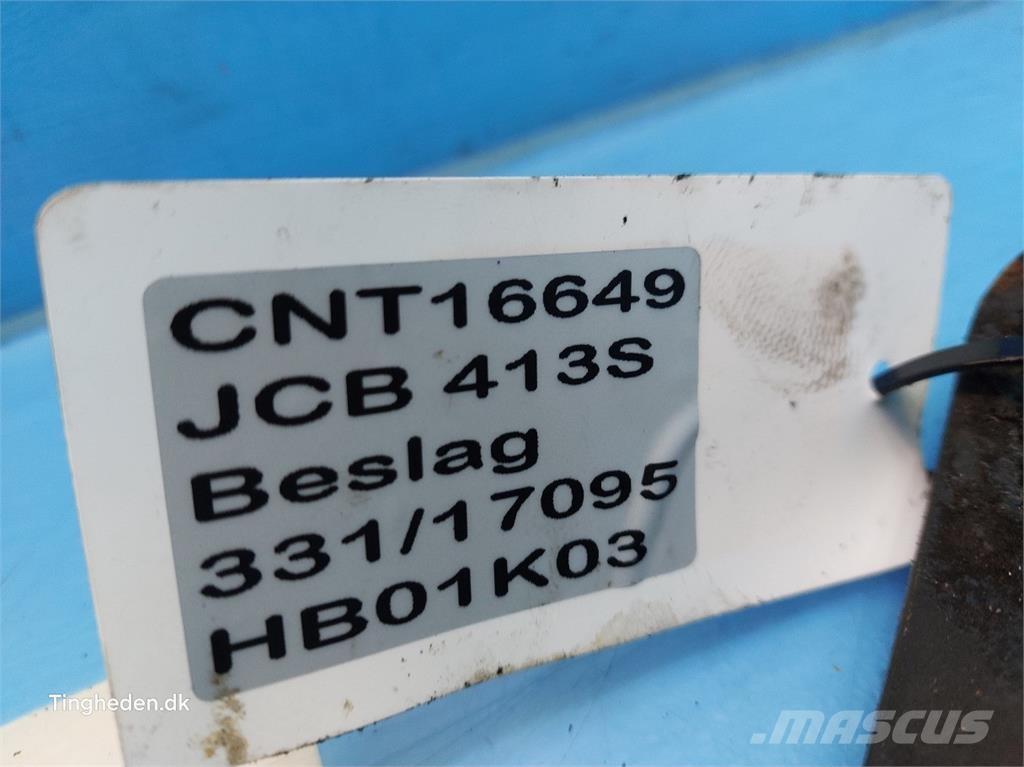 CNT16649
JCB 413S
Beslag
331/17095
HB01K03
Tingheden.dk
MASCUS